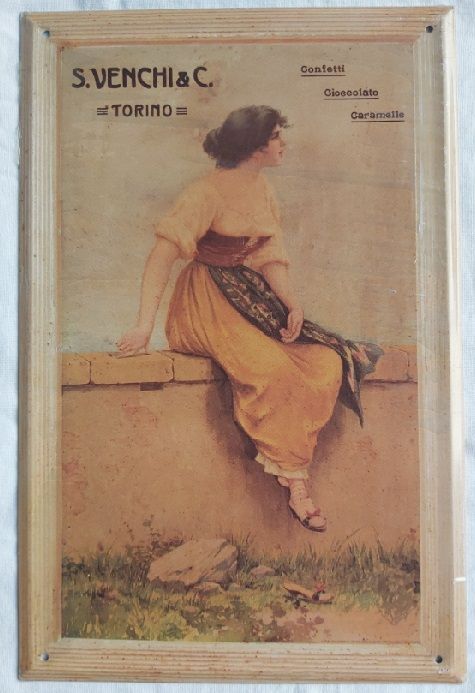 S. VENCHI & C.
TORINO
Confetti
Cioccolato
Caramelle